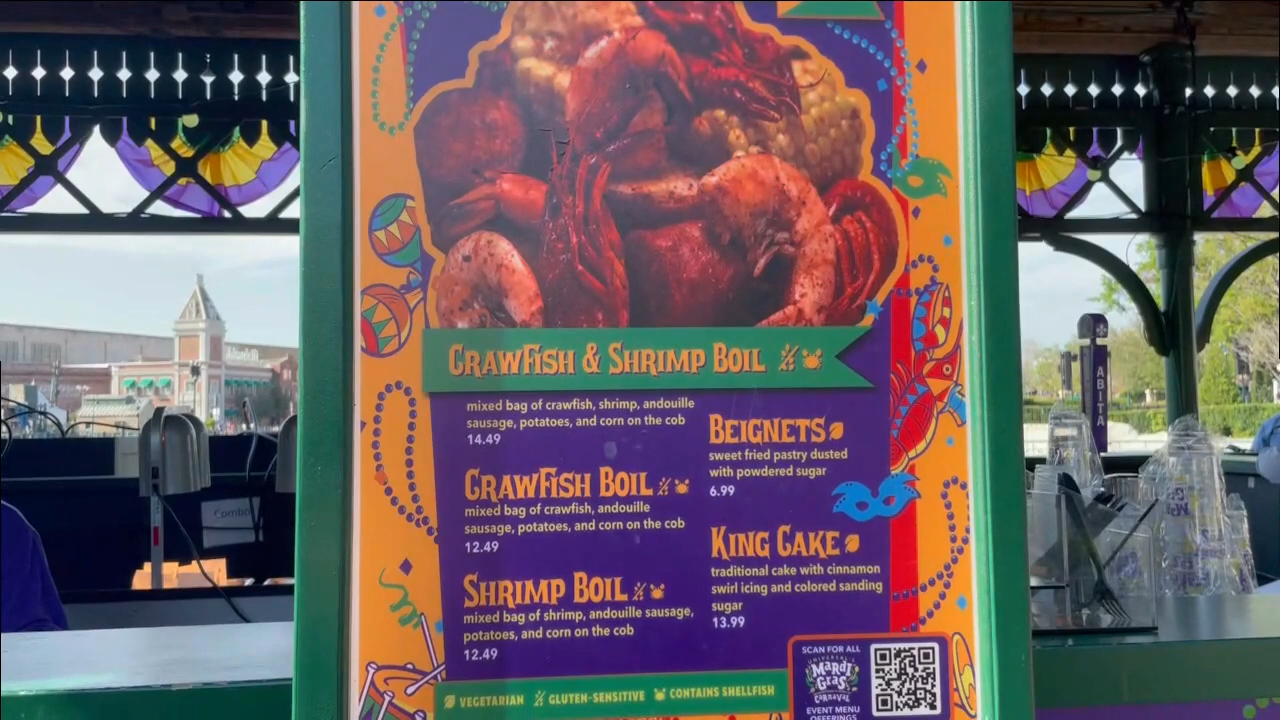 CRAWFISH & SHRIMP BOIL
mixed bag of crawfish, shrimp, andouille
sausage, potatoes, and corn on the cob
14.49
CRAWFISH BOIL
mixed bag of crawfish, andouille
sausage, potatoes, and corn on the cob
12.49
SHRIMP BOIL
mixed bag of shrimp, andouille sausage,
potatoes, and corn on the cob
12.49
BEIGNETS
sweet fried pastry dusted
with powdered sugar
6.99
KING CAKE
traditional cake with cinnamon
swirl icing and colored sanding
sugar
13.99
VEGETARIAN GLUTEN-SENSITIVE CONTAINS SHELLFISH
SCAN FOR ALL
UNIVERSAL'S
MARDI
GRAS
CARNAVAL
EVENT MENU
OFFERINGS
Combo
ABITA